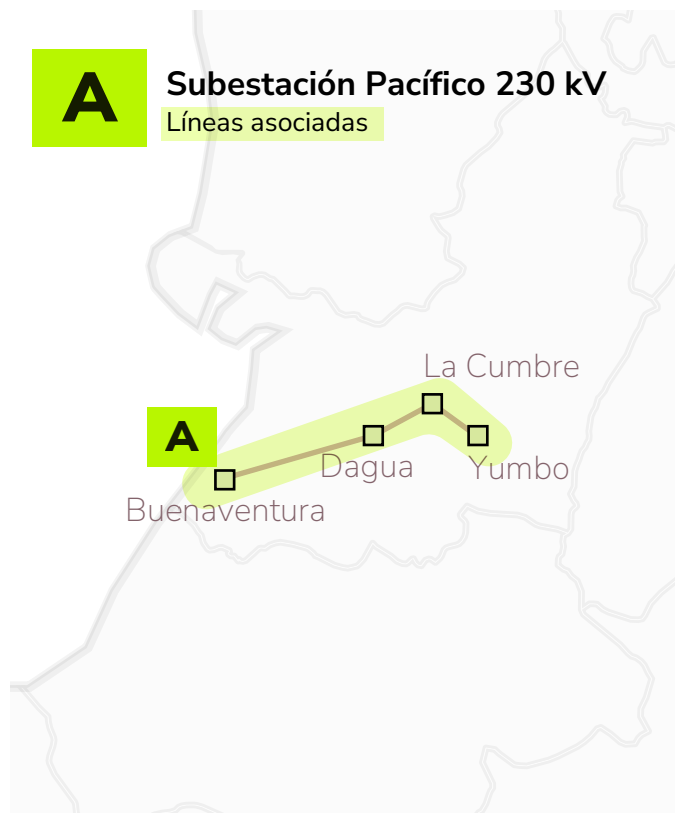 A
Subestación Pacífico 230 kV
Líneas asociadas
La Cumbre
A
Dagua
Yumbo
Buenaventura